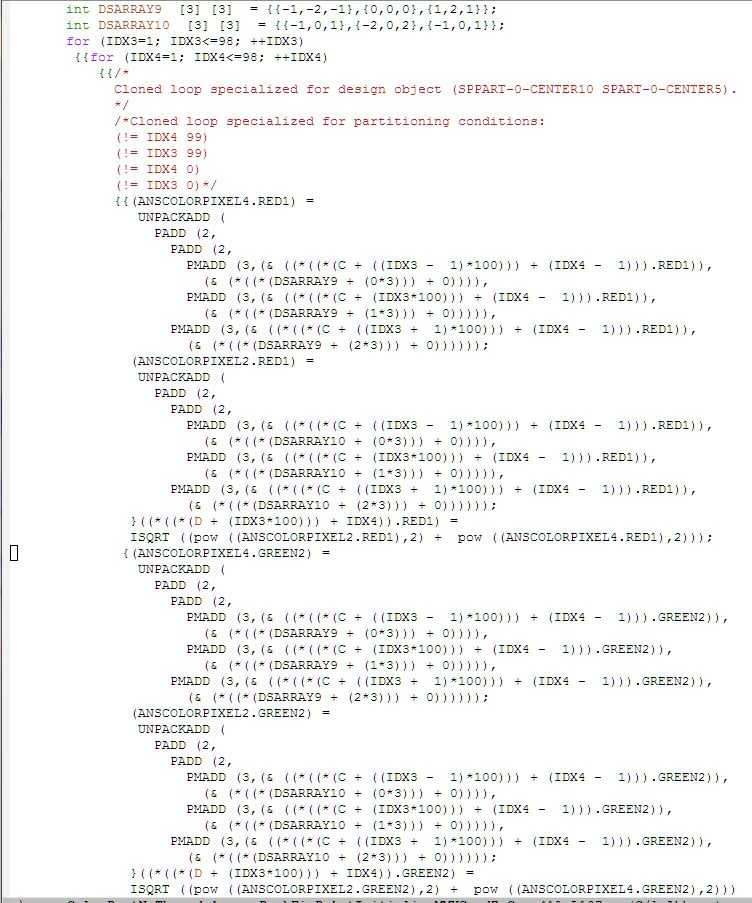 int DSARRAY9 [3] [3] = {{-1,-2,-1},{0,0,0},{1,2,1}};
int DSARRAY10 [3] [3] = {{-1,0,1},{-2,0,2},{-1,0,1}};
for (IDX3=1; IDX3<=98; ++IDX3)
{{for (IDX4=1; IDX4<=98; ++IDX4)
{{/*
Cloned loop specialized for design object (SPPART-0-CENTER10 SPART-0-CENTER5).
*/
/*Cloned loop specialized for partitioning conditions:
(!= IDX4 99)
(!= IDX3 99)
(!= IDX4 0)
(!= IDX3 0)*/
{{(ANSCOLORPIXEL4.RED1) =
UNPACKADD (
PADD (2,
PADD (2,
PMADD (3,(& ((*((*(C + ((IDX3 - 1)*100))) + (IDX4 - 1))).RED1)),
(& (*((*(DSARRAY9 + (0*3))) + 0)))),
PMADD (3,(& ((*((*(C + (IDX3*100))) + (IDX4 - 1))).RED1)),
(& (*((*(DSARRAY9 + (1*3))) + 0))))),
PMADD (3,(& ((*((*(C + ((IDX3 + 1)*100))) + (IDX4 - 1))).RED1)),
(& (*((*(DSARRAY9 + (2*3))) + 0))))));
(ANSCOLORPIXEL2.RED1) =
UNPACKADD (
PADD (2,
PADD (2,
PMADD (3,(& ((*((*(C + ((IDX3 - 1)*100))) + (IDX4 - 1))).RED1)),
(& (*((*(DSARRAY10 + (0*3))) + 0)))),
PMADD (3,(& ((*((*(C + (IDX3*100))) + (IDX4 - 1))).RED1)),
(& (*((*(DSARRAY10 + (1*3))) + 0))))),
PMADD (3,(& ((*((*(C + ((IDX3 + 1)*100))) + (IDX4 - 1))).RED1)),
(& (*((*(DSARRAY10 + (2*3))) + 0))))));
}((*((*(D + (IDX3*100))) + IDX4)).RED1) =
ISQRT ((pow ((ANSCOLORPIXEL2.RED1),2) + pow ((ANSCOLORPIXEL4.RED1),2)));
{(ANSCOLORPIXEL4.GREEN2) =
UNPACKADD (
PADD (2,
PADD (2,
PMADD (3,(& ((*((*(C + ((IDX3 - 1)*100))) + (IDX4 - 1))).GREEN2)),
(& (*((*(DSARRAY9 + (0*3))) + 0)))),
PMADD (3,(& ((*((*(C + (IDX3*100))) + (IDX4 - 1))).GREEN2)),
(& (*((*(DSARRAY9 + (1*3))) + 0))))),
PMADD (3,(& ((*((*(C + ((IDX3 + 1)*100))) + (IDX4 - 1))).GREEN2)),
(& (*((*(DSARRAY9 + (2*3))) + 0))))));
(ANSCOLORPIXEL2.GREEN2) =
UNPACKADD (
PADD (2,
PADD (2,
PMADD (3,(& ((*((*(C + ((IDX3 - 1)*100))) + (IDX4 - 1))).GREEN2)),
(& (*((*(DSARRAY10 + (0*3))) + 0)))),
PMADD (3,(& ((*((*(C + (IDX3*100))) + (IDX4 - 1))).GREEN2)),
(& (*((*(DSARRAY10 + (1*3))) + 0))))),
PMADD (3,(& ((*((*(C + ((IDX3 + 1)*100))) + (IDX4 - 1))).GREEN2)),
(& (*((*(DSARRAY10 + (2*3))) + 0))))));
}((*((*(D + (IDX3*100))) + IDX4)).GREEN2) =
ISQRT ((pow ((ANSCOLORPIXEL2.GREEN2),2) + pow ((ANSCOLORPIXEL4.GREEN2),2)))